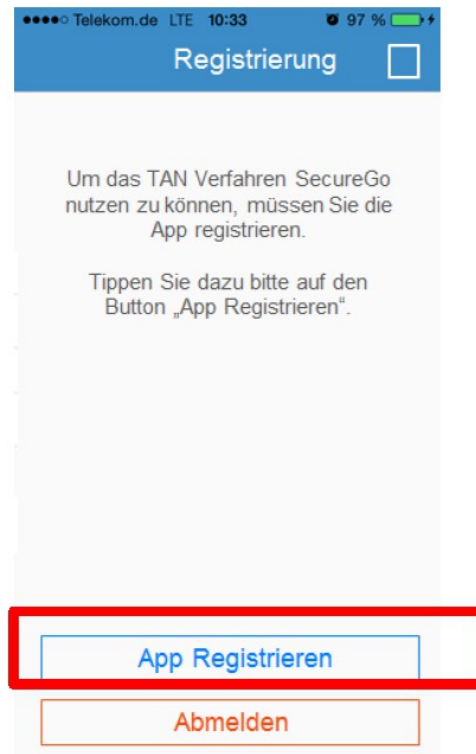 Telekom.de LTE 10:33 97 %
Registrierung
Um das TAN Verfahren SecureGo
nutzen zu können, müssen Sie die
App registrieren.
Tippen Sie dazu bitte auf den
Button „App Registrieren“.
App Registrieren
Abmelden